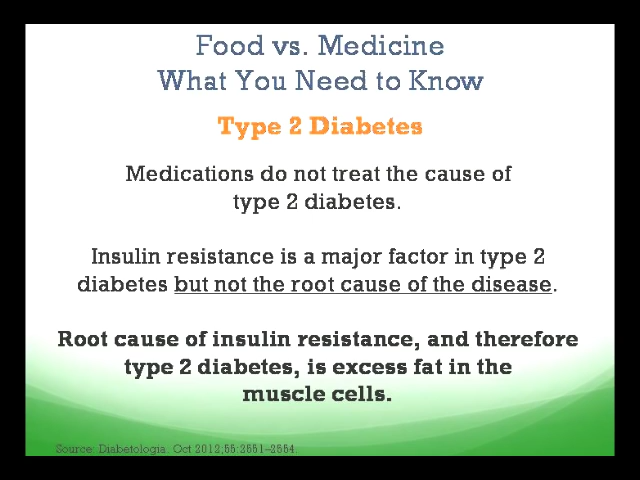 Food vs. Medicine
What You Need to Know
Type 2 Diabetes
Medications do not treat the cause of
type 2 diabetes.
Insulin resistance is a major factor in type 2
diabetes but not the root cause of the disease.
Root cause of insulin resistance, and therefore
type 2 diabetes, is excess fat in the
muscle cells.
Source: Diabetologia. Oct 2012;55:2551–2554.